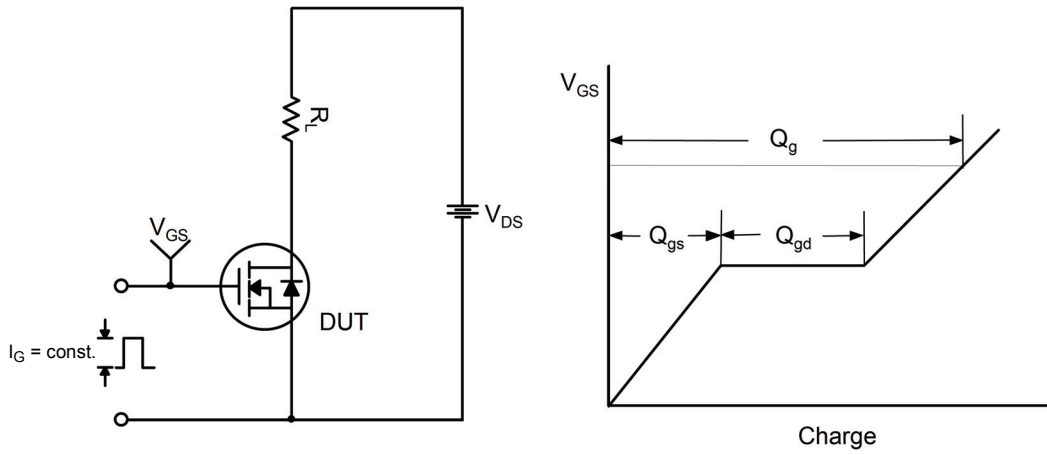 R_L
V_GS
V_DS
DUT
I_G = const.
V_GS
Q_g
Q_gs
Q_gd
Charge